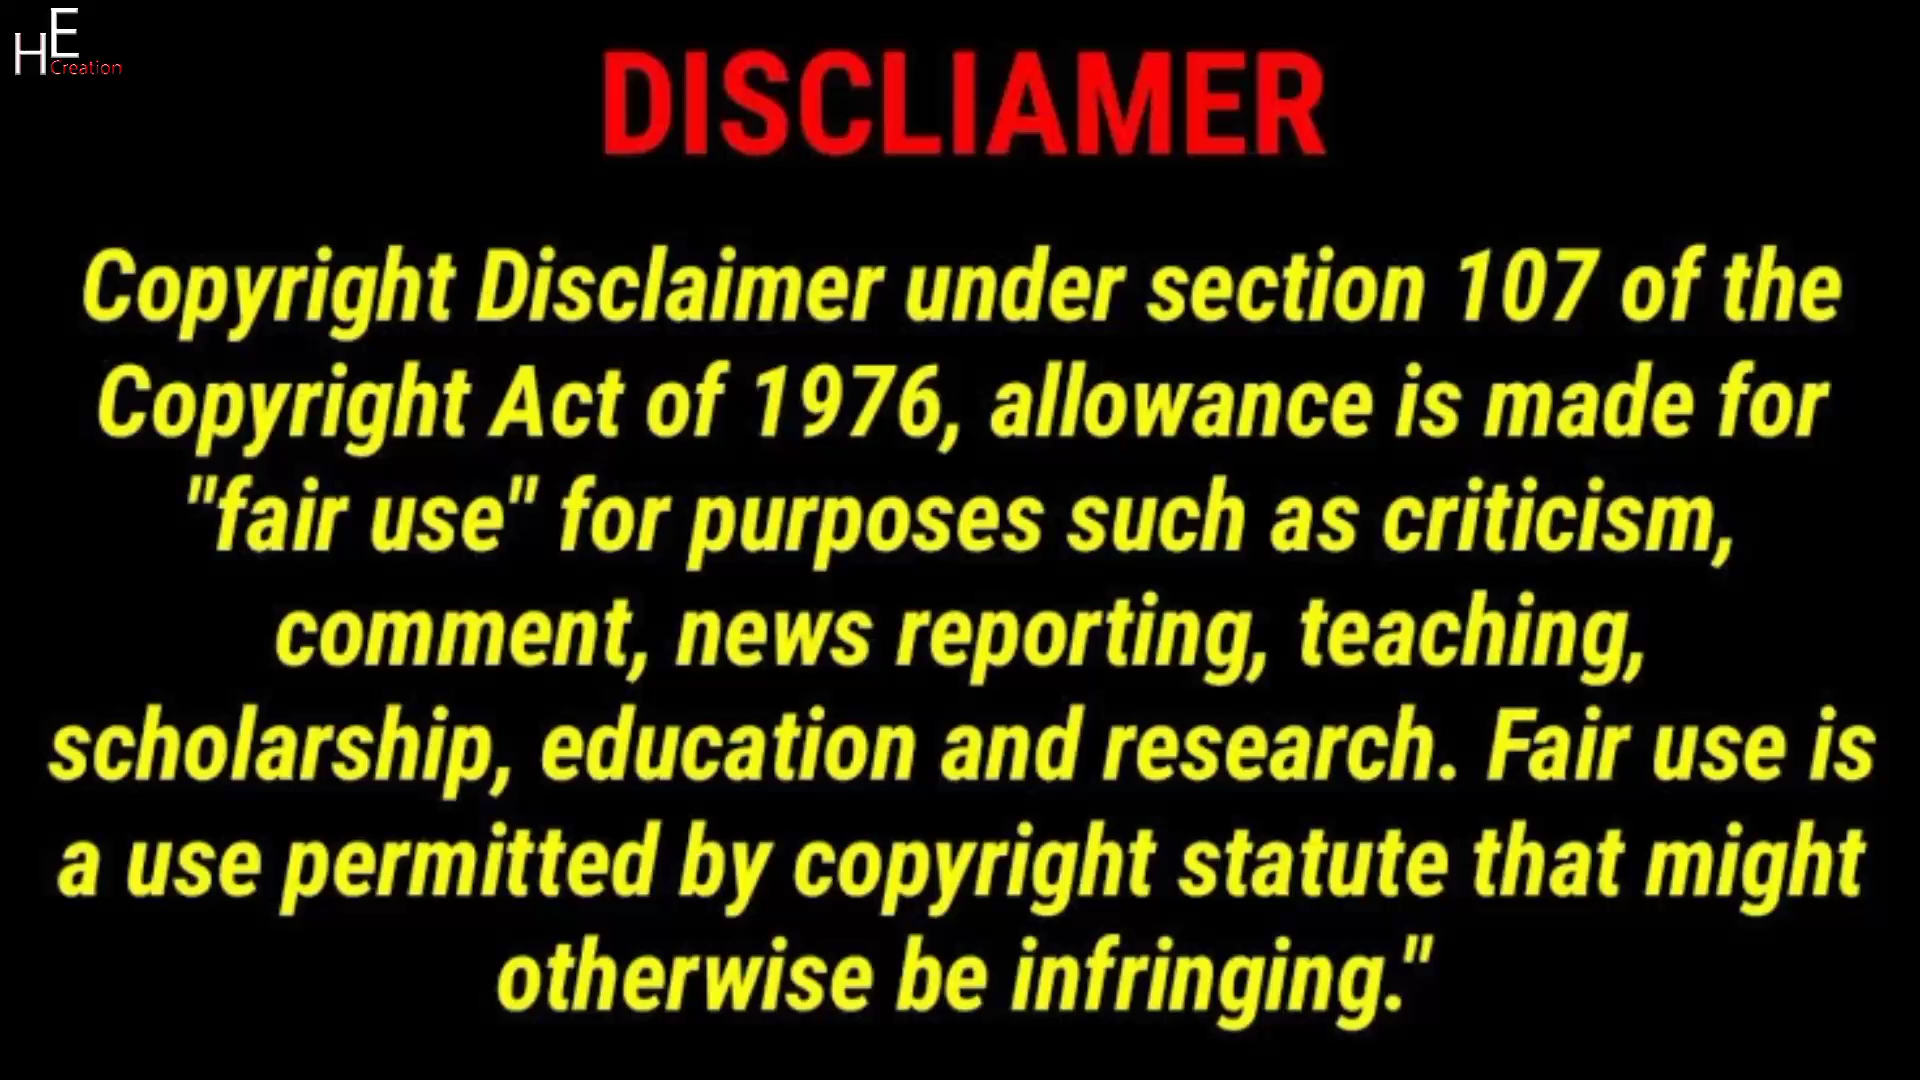 HE
Creation
DISCLIAMER
Copyright Disclaimer under section 107 of the
Copyright Act of 1976, allowance is made for
"fair use" for purposes such as criticism,
comment, news reporting, teaching,
scholarship, education and research. Fair use is
a use permitted by copyright statute that might
otherwise be infringing."